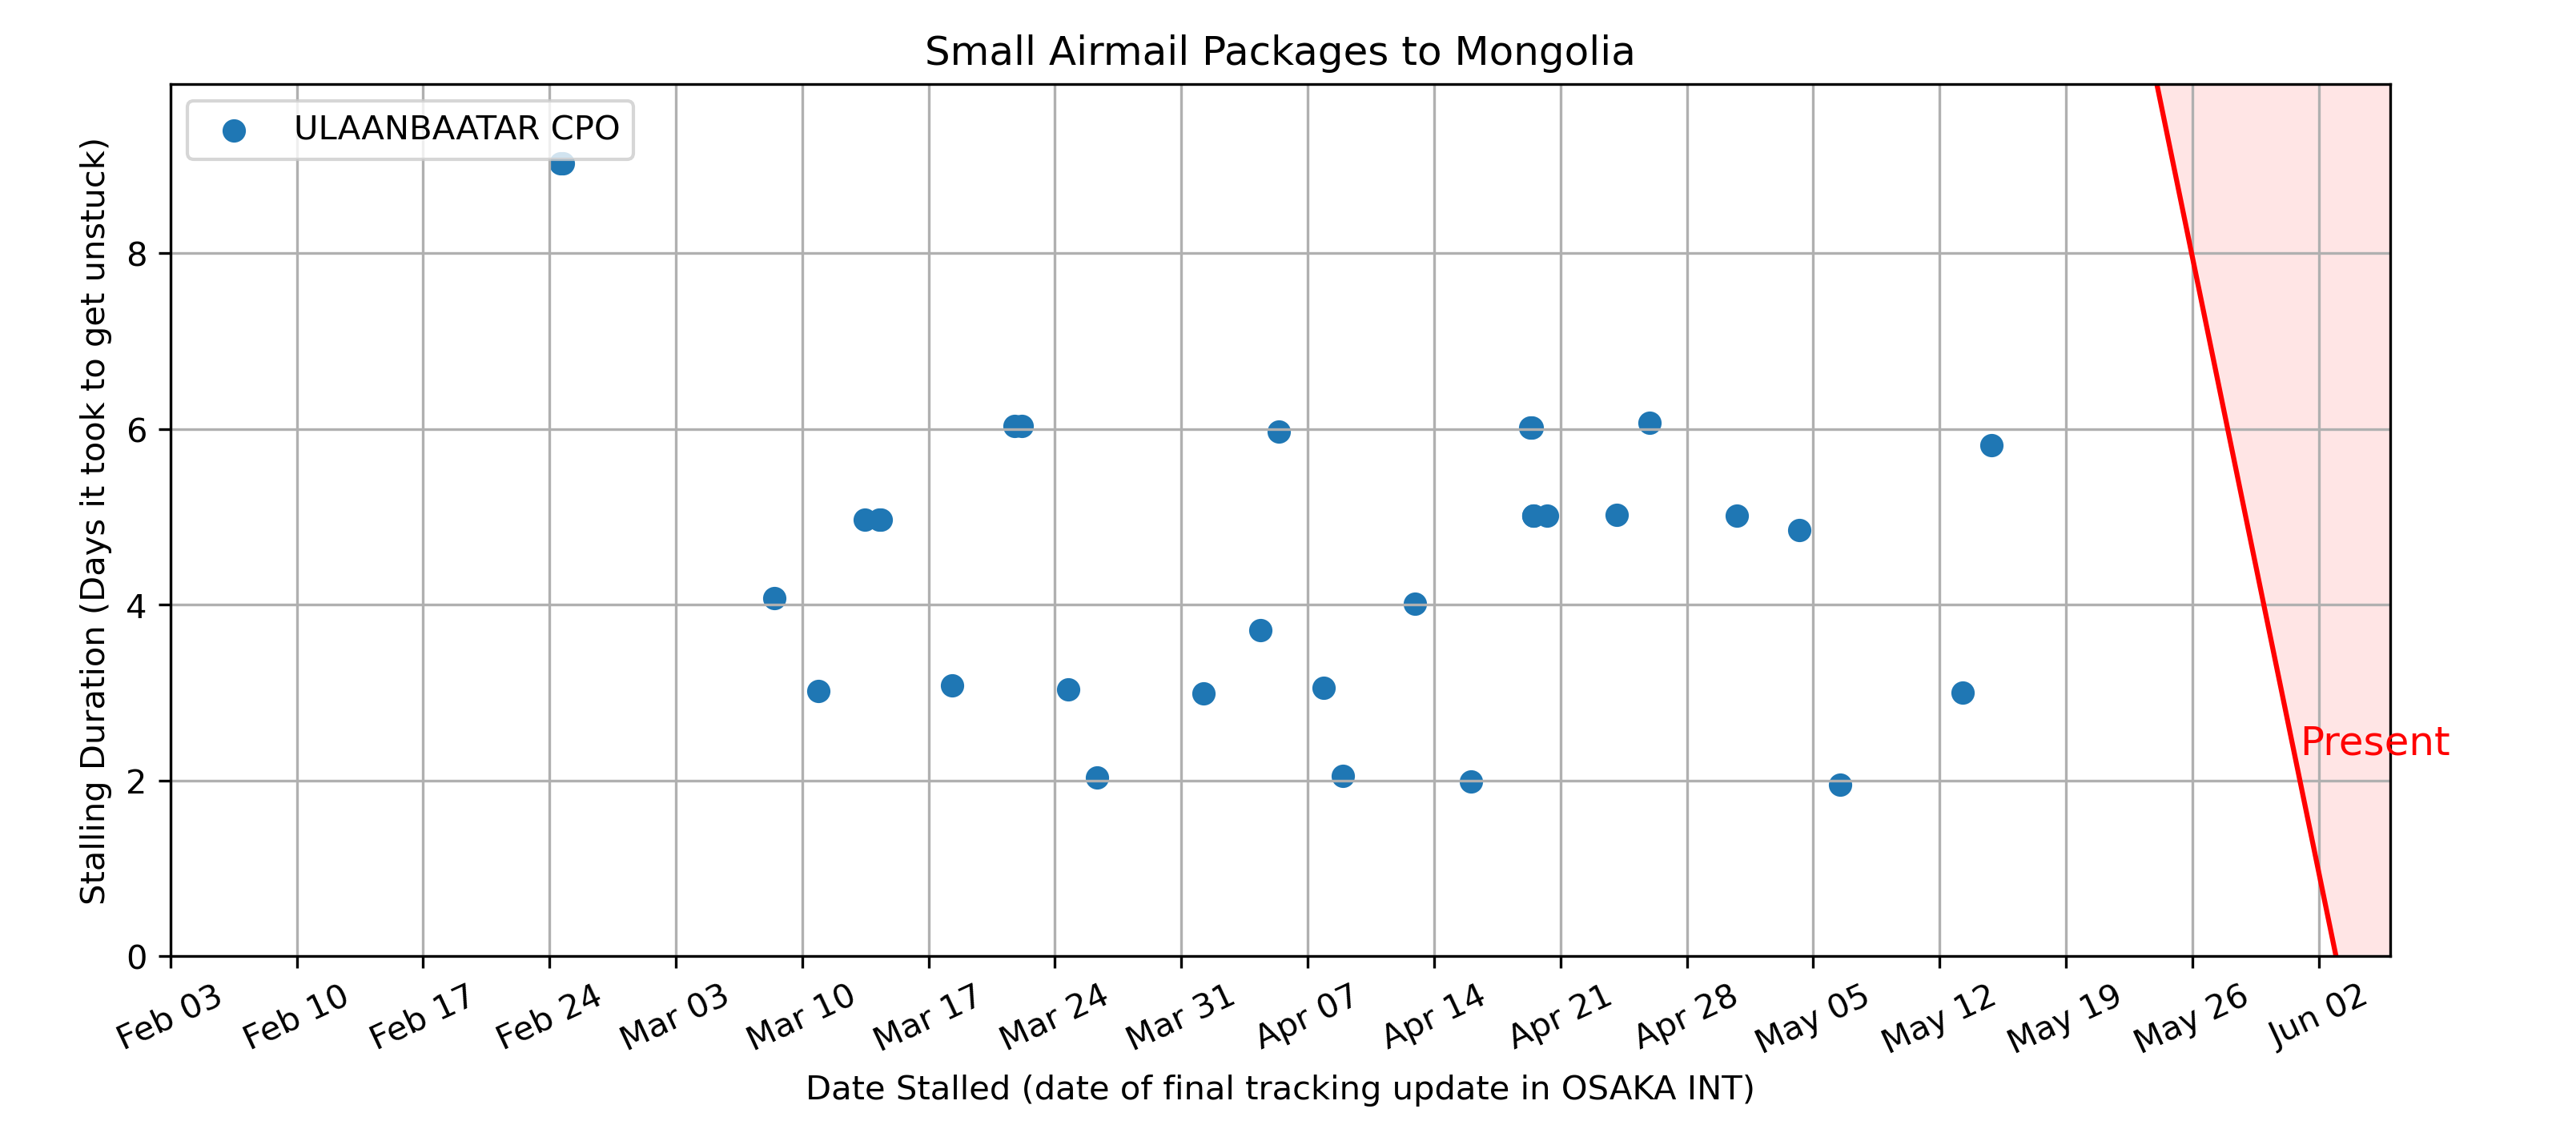 Small Airmail Packages to Mongolia
ULAANBAATAR CPO
Stalling Duration (Days it took to get unstuck)
8
6
4
2
0
Present
Feb 03
Feb 10
Feb 17
Feb 24
Mar 03
Mar 10
Mar 17
Mar 24
Mar 31
Apr 07
Apr 14
Apr 21
Apr 28
May 05
May 12
May 19
May 26
Jun 02
Date Stalled (date of final tracking update in OSAKA INT)